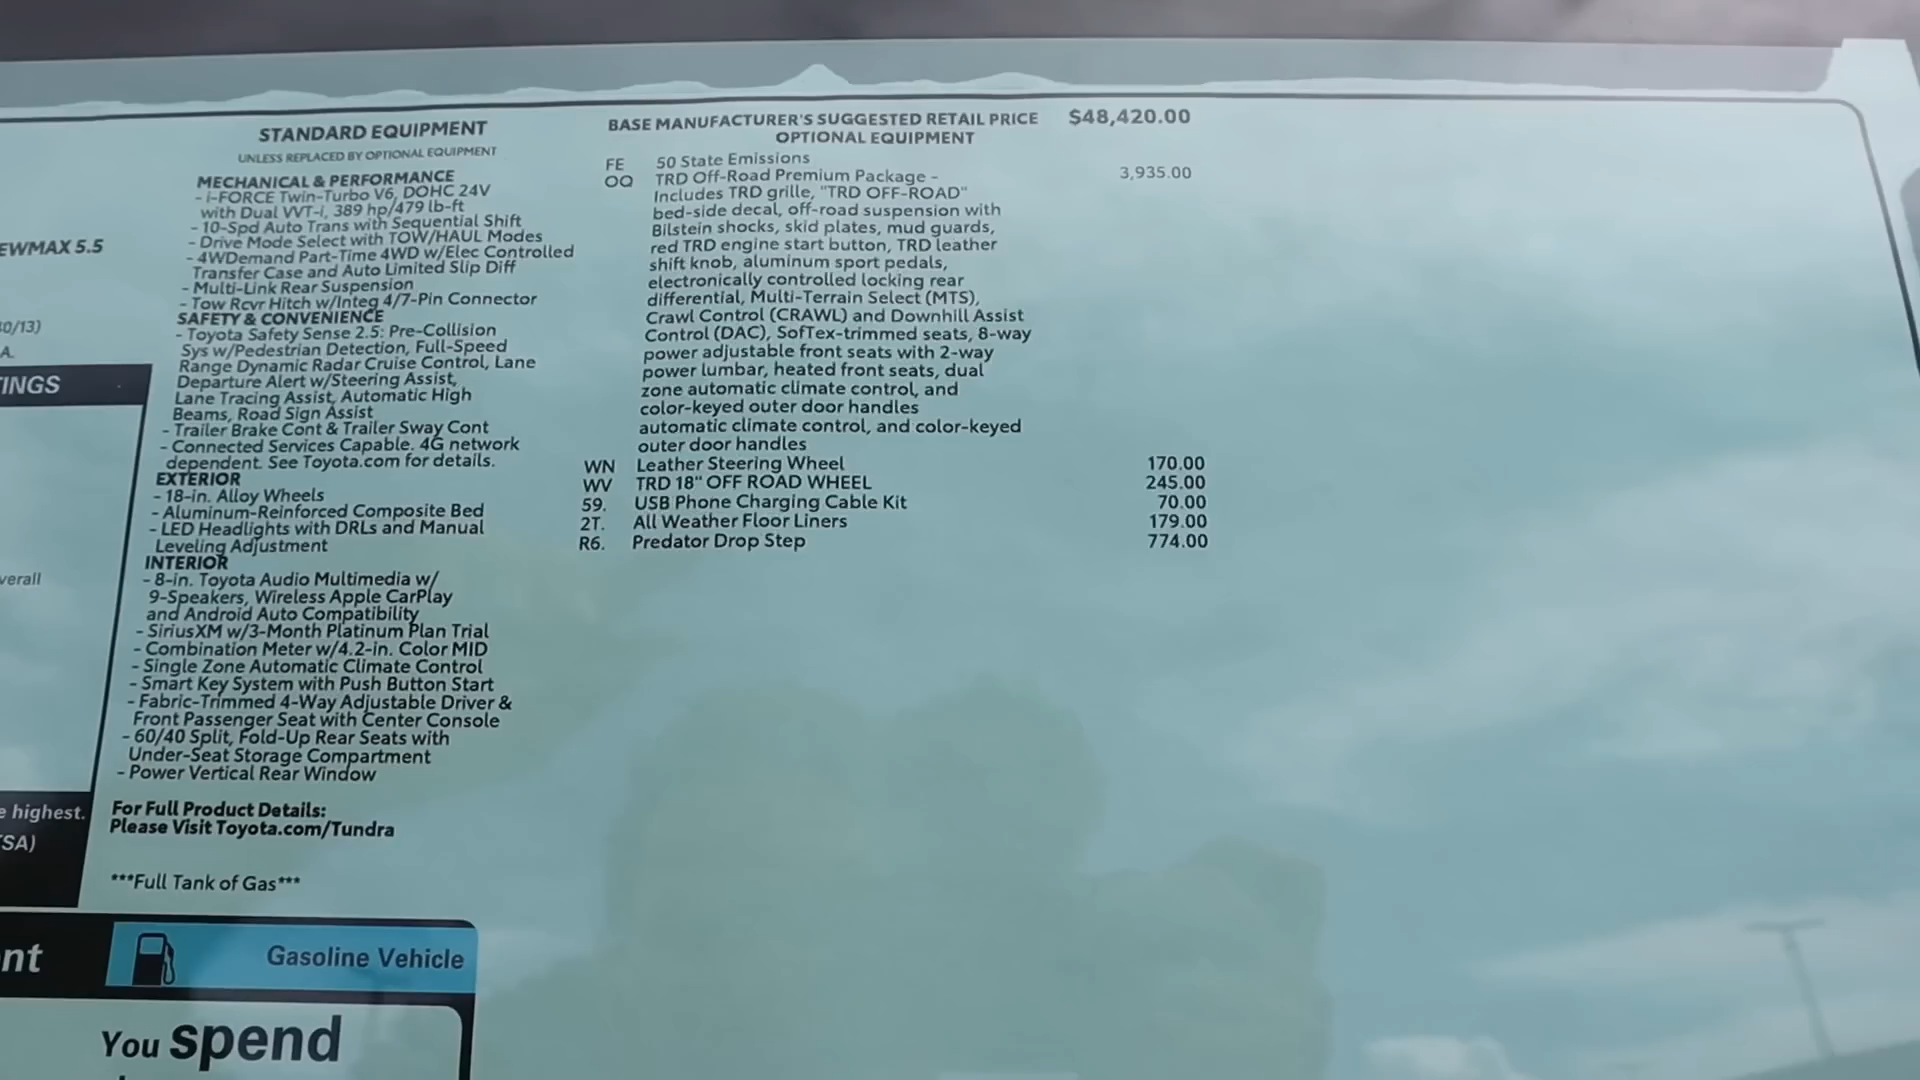 EWMAX 5.5
0/13)
A.
INGS
verall
e highest.
SA)
nt
STANDARD EQUIPMENT
UNLESS REPLACED BY OPTIONAL EQUIPMENT
MECHANICAL & PERFORMANCE
- i-FORCE Twin-Turbo V6, DOHC 24V
with Dual VVT-i, 389 hp/479 lb-ft
- 10-Spd Auto Trans with Sequential Shift
- Drive Mode Select with TOW/HAUL Modes
- 4WDemand Part-Time 4WD w/Elec Controlled
Transfer Case and Auto Limited Slip Diff
- Multi-Link Rear Suspension
- Tow Rcvr Hitch w/Integ 4/7-Pin Connector
SAFETY & CONVENIENCE
- Toyota Safety Sense 2.5: Pre-Collision
Sys w/Pedestrian Detection, Full-Speed
Range Dynamic Radar Cruise Control, Lane
Departure Alert w/Steering Assist,
Lane Tracing Assist, Automatic High
Beams, Road Sign Assist
- Trailer Brake Cont & Trailer Sway Cont
- Connected Services Capable. 4G network
dependent. See Toyota.com for details.
EXTERIOR
- 18-in. Alloy Wheels
- Aluminum-Reinforced Composite Bed
- LED Headlights with DRLs and Manual
Leveling Adjustment
INTERIOR
- 8-in. Toyota Audio Multimedia w/
9-Speakers, Wireless Apple CarPlay
and Android Auto Compatibility
- SiriusXM w/3-Month Platinum Plan Trial
- Combination Meter w/4.2-in. Color MID
- Single Zone Automatic Climate Control
- Smart Key System with Push Button Start
- Fabric-Trimmed 4-Way Adjustable Driver &
Front Passenger Seat with Center Console
- 60/40 Split, Fold-Up Rear Seats with
Under-Seat Storage Compartment
- Power Vertical Rear Window
For Full Product Details:
Please Visit Toyota.com/Tundra
***Full Tank of Gas***
Gasoline Vehicle
You spend
BASE MANUFACTURER'S SUGGESTED RETAIL PRICE $48,420.00
OPTIONAL EQUIPMENT
FE 50 State Emissions
OQ TRD Off-Road Premium Package - 3,935.00
Includes TRD grille, "TRD OFF-ROAD"
bed-side decal, off-road suspension with
Bilstein shocks, skid plates, mud guards,
red TRD engine start button, TRD leather
shift knob, aluminum sport pedals,
electronically controlled locking rear
differential, Multi-Terrain Select (MTS),
Crawl Control (CRAWL) and Downhill Assist
Control (DAC), SofTex-trimmed seats, 8-way
power adjustable front seats with 2-way
power lumbar, heated front seats, dual
zone automatic climate control, and
color-keyed outer door handles
automatic climate control, and color-keyed
outer door handles
WN Leather Steering Wheel 170.00
WV TRD 18" OFF ROAD WHEEL 245.00
59. USB Phone Charging Cable Kit 70.00
2T. All Weather Floor Liners 179.00
R6. Predator Drop Step 774.00